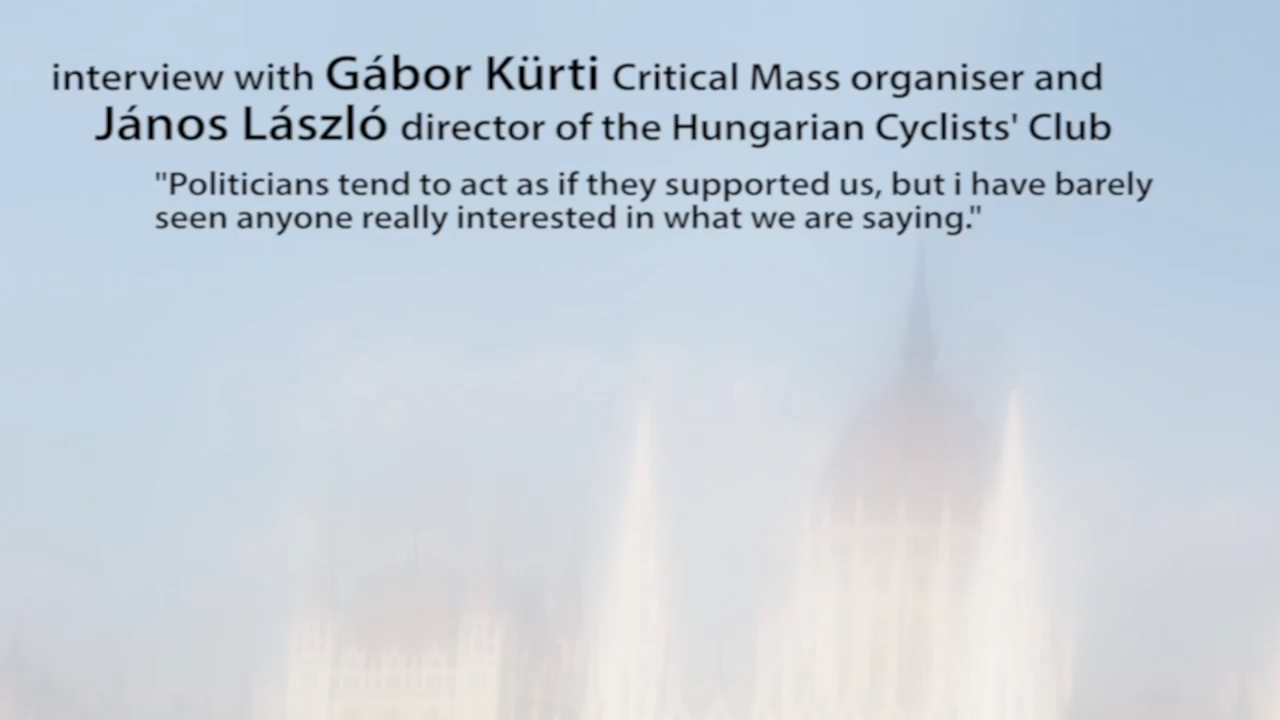 interview with Gábor Kürti Critical Mass organiser and
János László director of the Hungarian Cyclists' Club
"Politicians tend to act as if they supported us, but i have barely
seen anyone really interested in what we are saying."